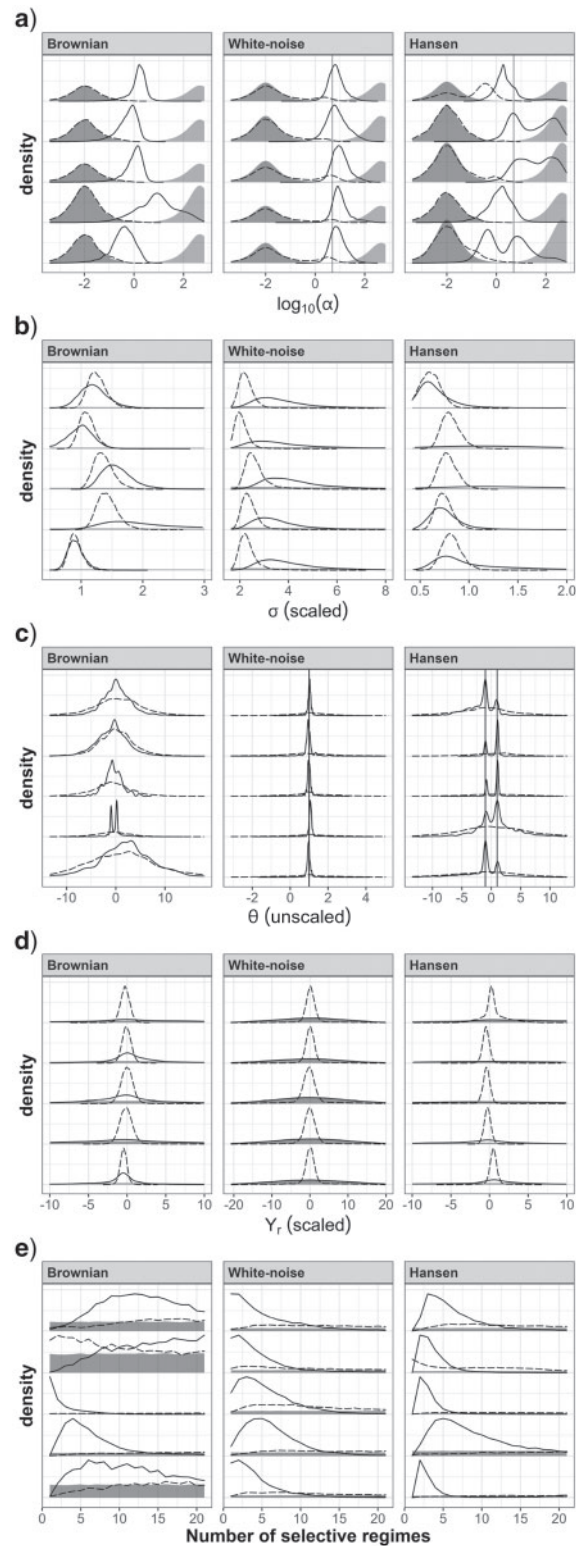 a)
Brownian White-noise Hansen
density
-2 0 2 -2 0 2 -2 0 2
log10(α)
b)
Brownian White-noise Hansen
density
1 2 3 2 4 6 8 0.5 1.0 1.5 2.0
σ (scaled)
c)
Brownian White-noise Hansen
density
-10 0 10 -2 0 2 4 -10 -5 0 5 10
θ (unscaled)
d)
Brownian White-noise Hansen
density
-10 -5 0 5 10 -20 -10 0 10 20 -10 -5 0 5 10
Yr (scaled)
e)
Brownian White-noise Hansen
density
0 5 10 15 20 0 5 10 15 20 0 5 10 15 20
Number of selective regimes